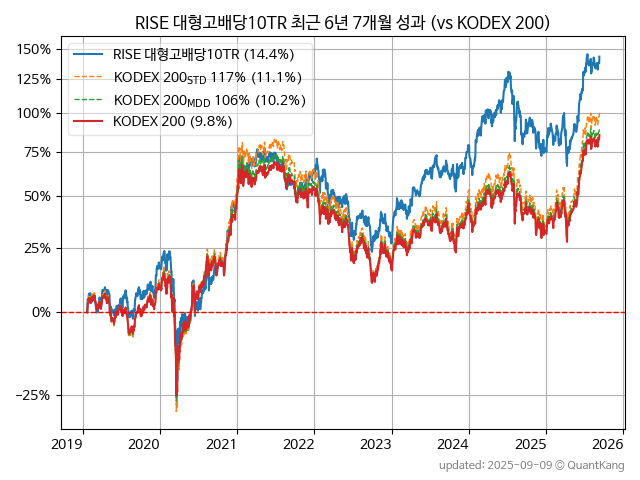 RISE 대형고배당10TR 최근 6년 7개월 성과 (vs KODEX 200)
150%
125%
100%
75%
50%
25%
0%
−25%
RISE 대형고배당10TR (14.4%)
KODEX 200STD 117% (11.1%)
KODEX 200MDD 106% (10.2%)
KODEX 200 (9.8%)
2019 2020 2021 2022 2023 2024 2025 2026
updated: 2025-09-09 © QuantKang